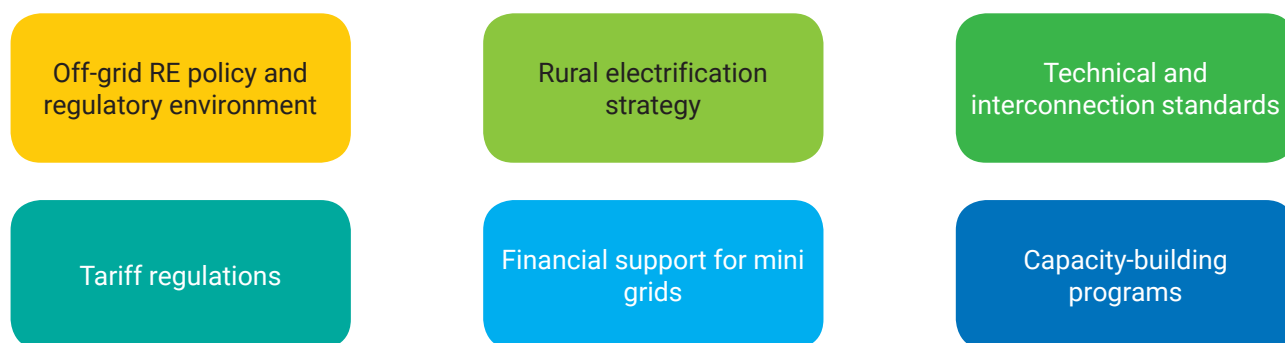 Off-grid RE policy and
regulatory environment
Rural electrification
strategy
Technical and
interconnection standards
Tariff regulations
Financial support for mini
grids
Capacity-building
programs